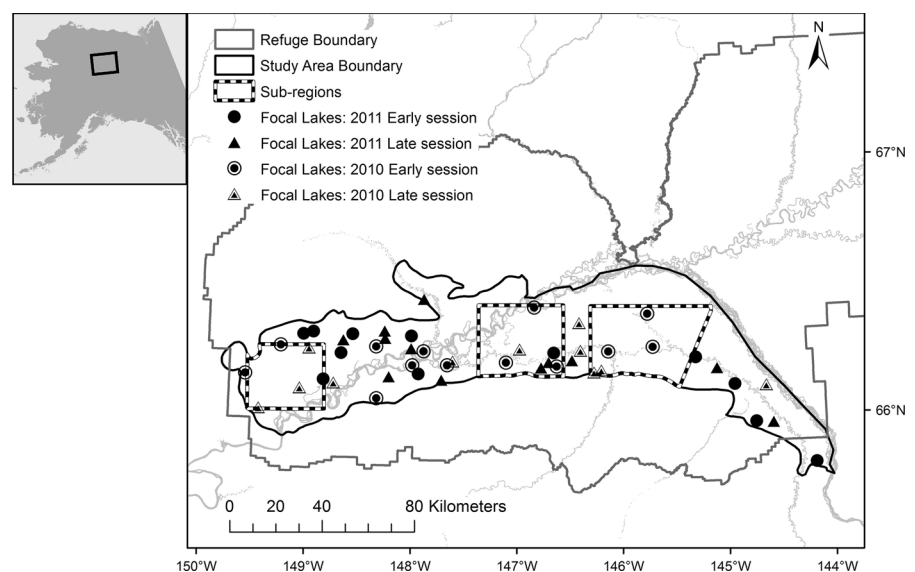 N
Refuge Boundary
Study Area Boundary
Sub-regions
Focal Lakes: 2011 Early session
Focal Lakes: 2011 Late session
Focal Lakes: 2010 Early session
Focal Lakes: 2010 Late session
67°N
66°N
0 20 40 80 Kilometers
150°W 149°W 148°W 147°W 146°W 145°W 144°W